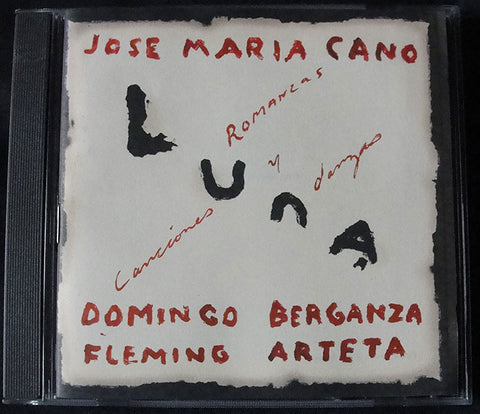 JOSE MARIA CANO
LUNA
Romanzas
y
danzas
Canciones
DOMINGO BERGANZA
FLEMING ARTETA